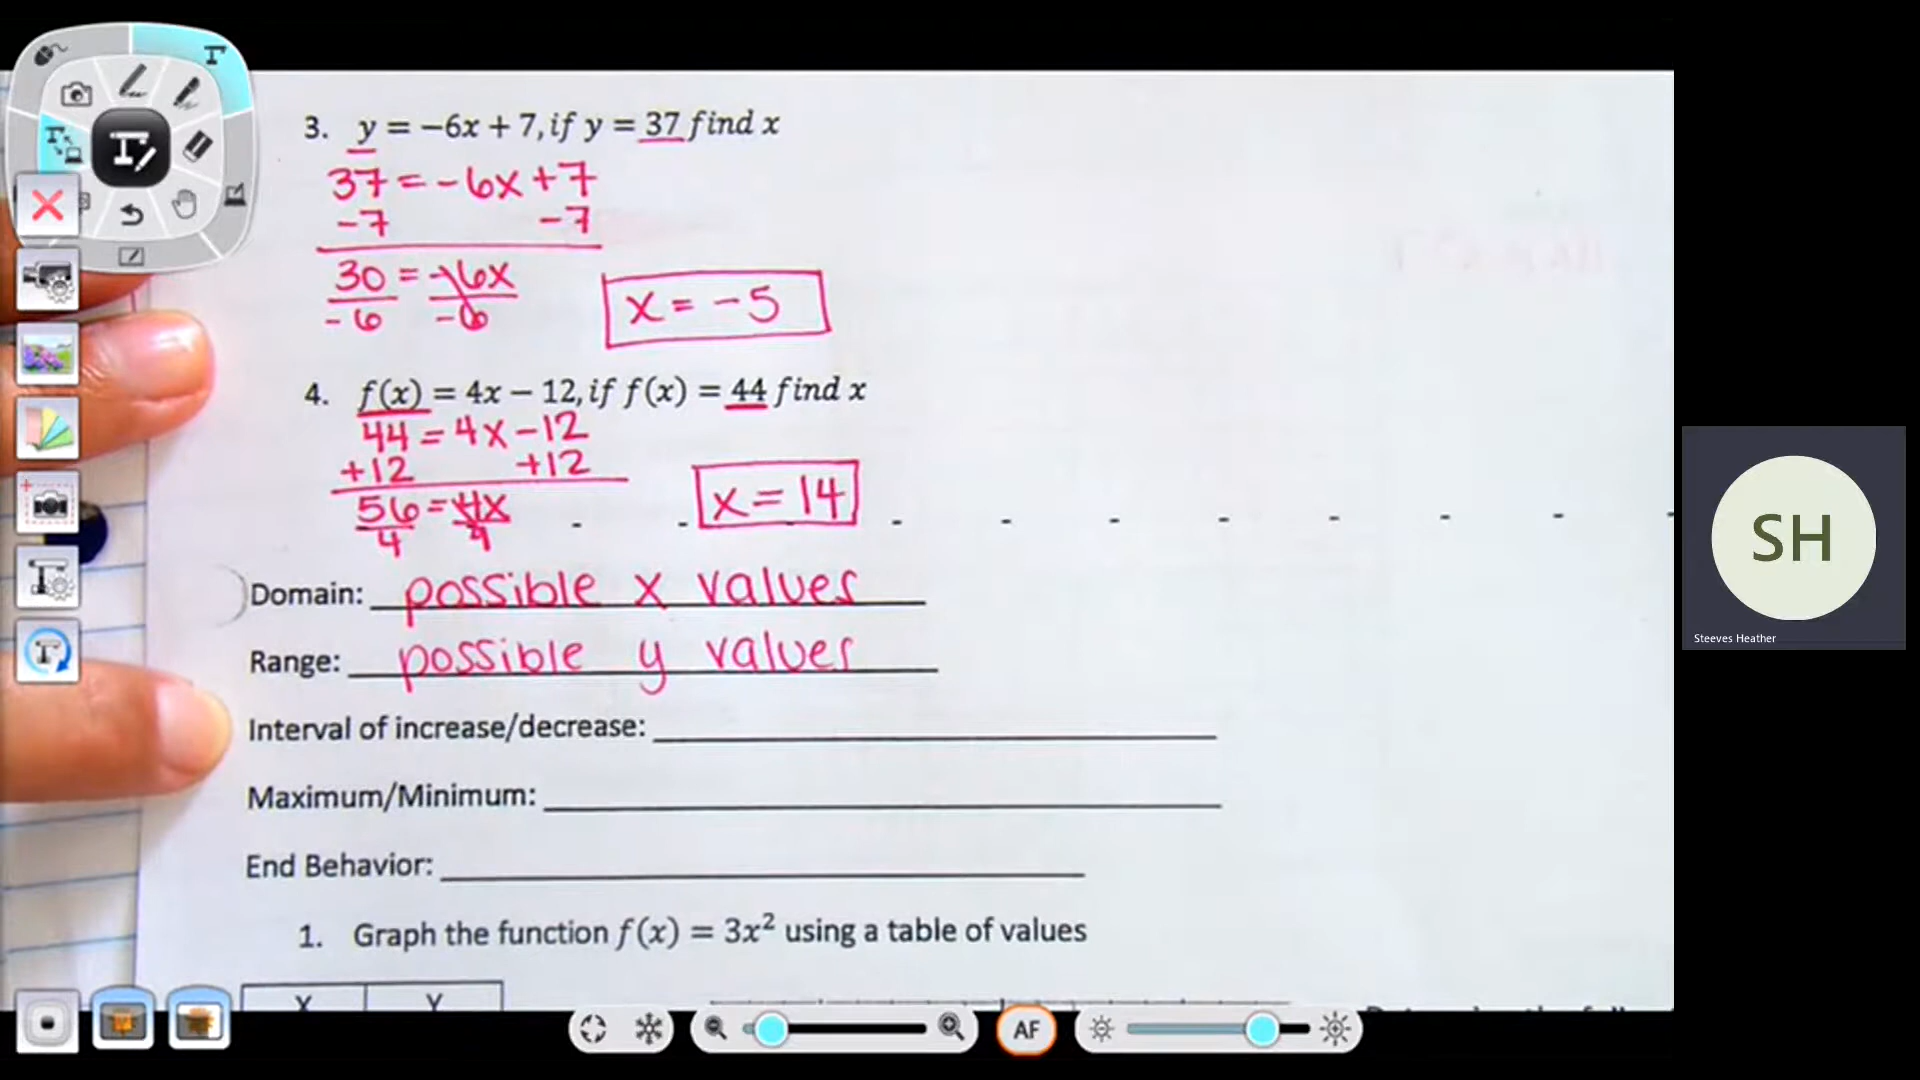 3. y = −6x + 7, if y = 37 find x
37 = -6x + 7
-7 -7
30 = -6x
-6 -6
x = -5
4. f(x) = 4x − 12, if f(x) = 44 find x
44 = 4x - 12
+12 +12
56 = 4x
4 4
x = 14
Domain: possible x values
Range: possible y values
Interval of increase/decrease:
Maximum/Minimum:
End Behavior:
1. Graph the function f(x) = 3x² using a table of values
X Y
AF
SH
Steeves Heather